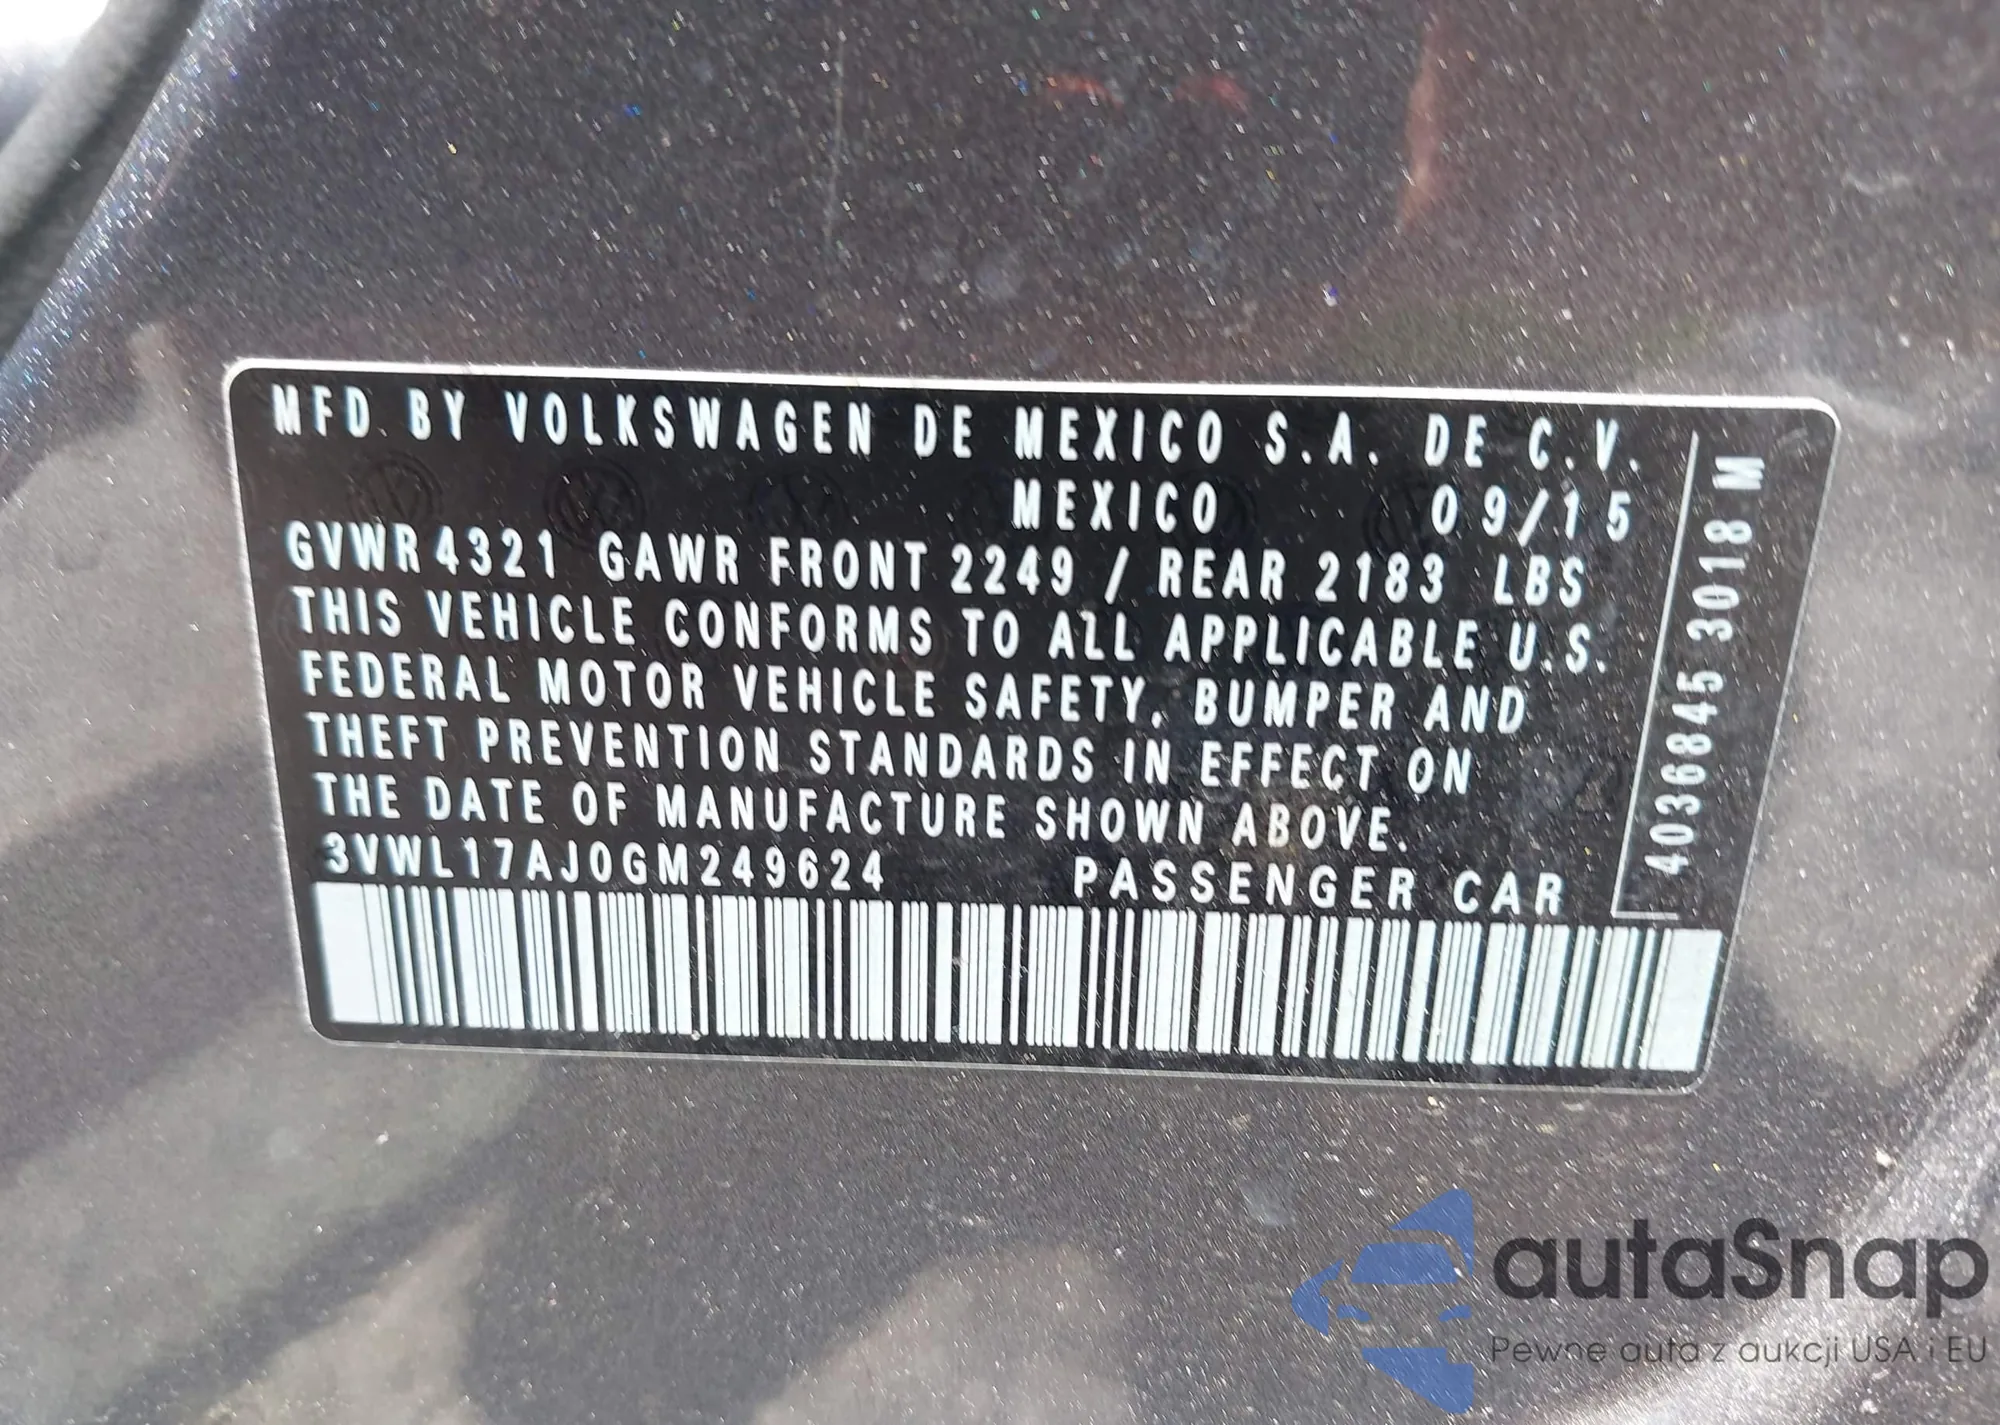 MFD. BY VOLKSWAGEN DE MEXICO S.A. DE C.V.
MEXICO 09/15
GVWR 4321 GAWR FRONT 2249 / REAR 2183 LBS
THIS VEHICLE CONFORMS TO ALL APPLICABLE U.S.
FEDERAL MOTOR VEHICLE SAFETY, BUMPER AND
THEFT PREVENTION STANDARDS IN EFFECT ON
THE DATE OF MANUFACTURE SHOWN ABOVE.
3VWL17AJ0GM249624 PASSENGER CAR
4036845 3018 M
autaSnap
Pewne auta z aukcji USA i EU